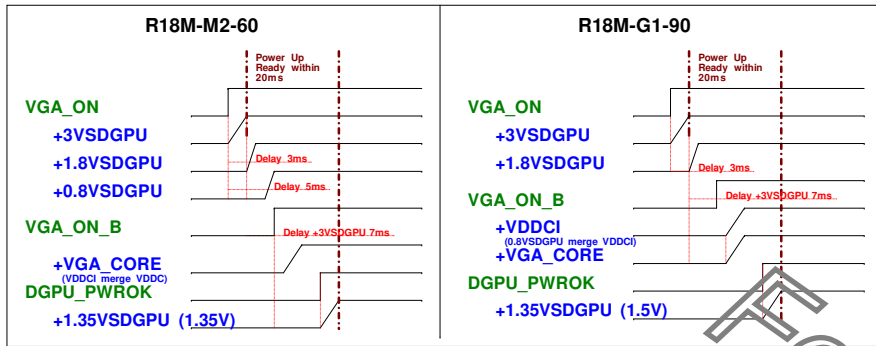 R18M-M2-60
Power Up
Ready within
20ms
VGA_ON
+3VSDGPU
+1.8VSDGPU
Delay 3ms
+0.8VSDGPU
Delay 5ms
VGA_ON_B
Delay +3VSDGPU 7ms
+VGA_CORE
(VDDCI merge VDDC)
DGPU_PWROK
+1.35VSDGPU (1.35V)
R18M-G1-90
Power Up
Ready within
20ms
VGA_ON
+3VSDGPU
+1.8VSDGPU
Delay 3ms
Delay +3VSDGPU 7ms
VGA_ON_B
+VDDCI
(0.8VSDGPU merge VDDCI)
+VGA_CORE
DGPU_PWROK
+1.35VSDGPU (1.5V)